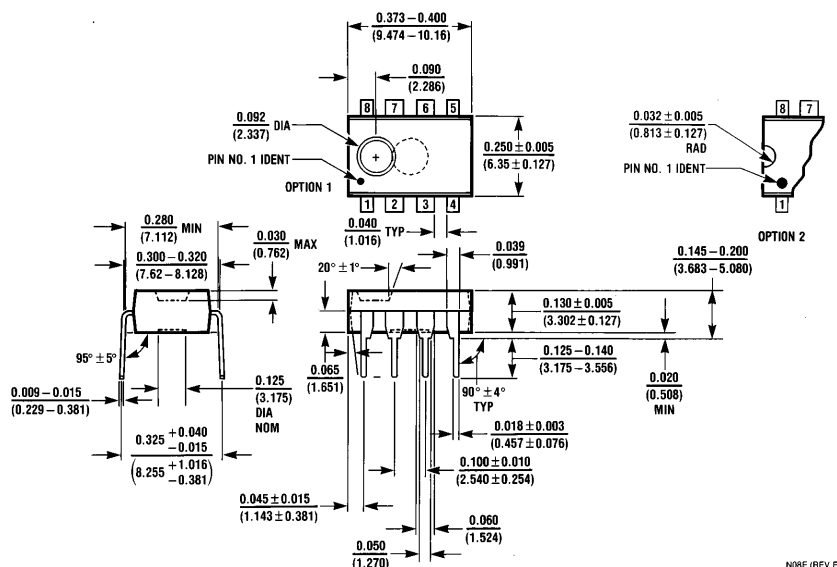 0.373 – 0.400
(9.474 – 10.16)
0.090
(2.286)
8 7 6 5
0.092
(2.337)
DIA
PIN NO. 1 IDENT
OPTION 1
1 2 3 4
0.250 ± 0.005
(6.35 ± 0.127)
0.032 ± 0.005
(0.813 ± 0.127)
RAD
PIN NO. 1 IDENT
8 7
1
OPTION 2
0.280
(7.112)
MIN
0.300 – 0.320
(7.62 – 8.128)
0.030
(0.762)
MAX
0.040
(1.016)
TYP
0.039
(0.991)
20° ± 1°
0.145 – 0.200
(3.683 – 5.080)
0.130 ± 0.005
(3.302 ± 0.127)
95° ± 5°
0.009 – 0.015
(0.229 – 0.381)
0.125
(3.175)
DIA
NOM
0.065
(1.651)
0.125 – 0.140
(3.175 – 3.556)
90° ± 4°
TYP
0.020
(0.508)
MIN
0.325 +0.040
−0.015
(8.255 +1.016
−0.381)
0.018 ± 0.003
(0.457 ± 0.076)
0.100 ± 0.010
(2.540 ± 0.254)
0.045 ± 0.015
(1.143 ± 0.381)
0.060
(1.524)
0.050
(1.270)
N08E (REV F)